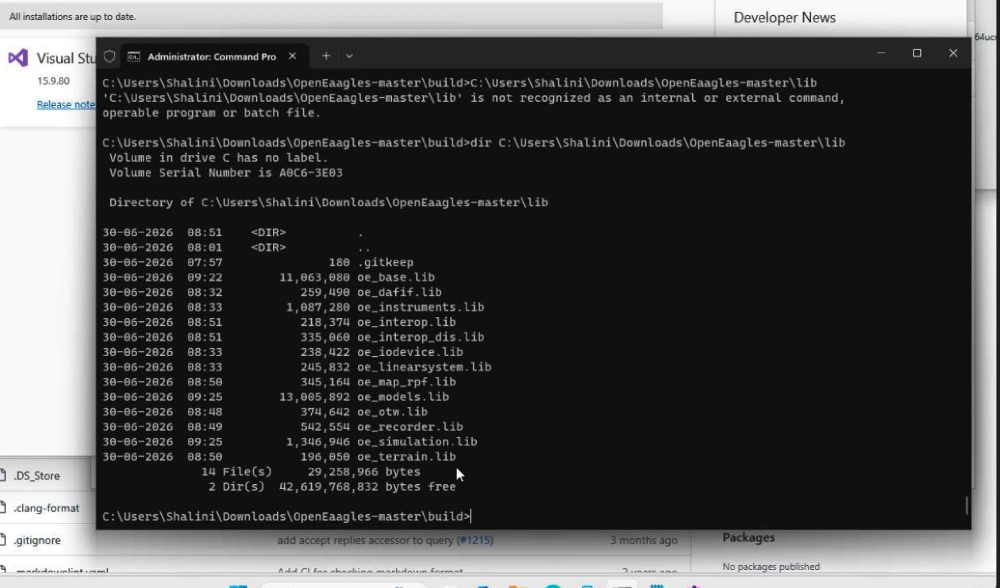 All installations are up to date.
Developer News
64uc
Visual Stu
15.9.80
Release note
Administrator: Command Pro
C:\Users\Shalini\Downloads\OpenEaagles-master\build>C:\Users\Shalini\Downloads\OpenEaagles-master\lib
'C:\Users\Shalini\Downloads\OpenEaagles-master\lib' is not recognized as an internal or external command,
operable program or batch file.
C:\Users\Shalini\Downloads\OpenEaagles-master\build>dir C:\Users\Shalini\Downloads\OpenEaagles-master\lib
Volume in drive C has no label.
Volume Serial Number is A0C6-3E03
Directory of C:\Users\Shalini\Downloads\OpenEaagles-master\lib
30-06-2026 08:51 <DIR> .
30-06-2026 08:01 <DIR> ..
30-06-2026 07:57 180 .gitkeep
30-06-2026 09:22 11,063,080 oe_base.lib
30-06-2026 08:32 259,490 oe_dafif.lib
30-06-2026 08:33 1,087,280 oe_instruments.lib
30-06-2026 08:51 218,374 oe_interop.lib
30-06-2026 08:51 335,060 oe_interop_dis.lib
30-06-2026 08:33 238,422 oe_iodevice.lib
30-06-2026 08:33 245,832 oe_linearsystem.lib
30-06-2026 08:50 345,164 oe_map_rpf.lib
30-06-2026 09:25 13,005,892 oe_models.lib
30-06-2026 08:48 374,642 oe_otw.lib
30-06-2026 08:49 542,554 oe_recorder.lib
30-06-2026 09:25 1,346,946 oe_simulation.lib
30-06-2026 08:50 196,050 oe_terrain.lib
14 File(s) 29,258,966 bytes
2 Dir(s) 42,619,768,832 bytes free
C:\Users\Shalini\Downloads\OpenEaagles-master\build>
.DS_Store
.clang-format
.gitignore add accept replies accessor to query (#1215) 3 months ago
Packages
.markdownlint.yaml Add CI for checking markdown format 2 years ago
No packages published